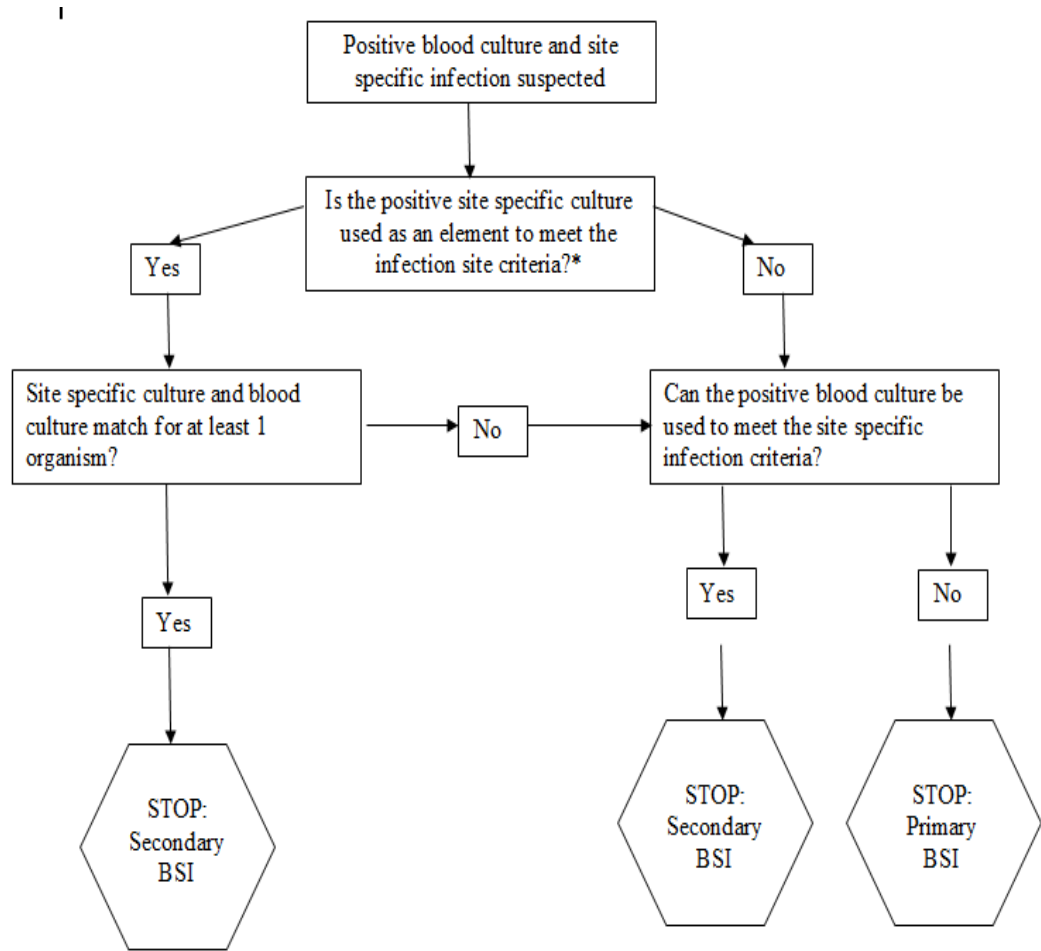 Positive blood culture and site
specific infection suspected
Is the positive site specific culture
used as an element to meet the
infection site criteria?*
Yes
No
Site specific culture and blood
culture match for at least 1
organism?
No
Can the positive blood culture be
used to meet the site specific
infection criteria?
Yes
Yes
No
STOP:
Secondary
BSI
STOP:
Secondary
BSI
STOP:
Primary
BSI